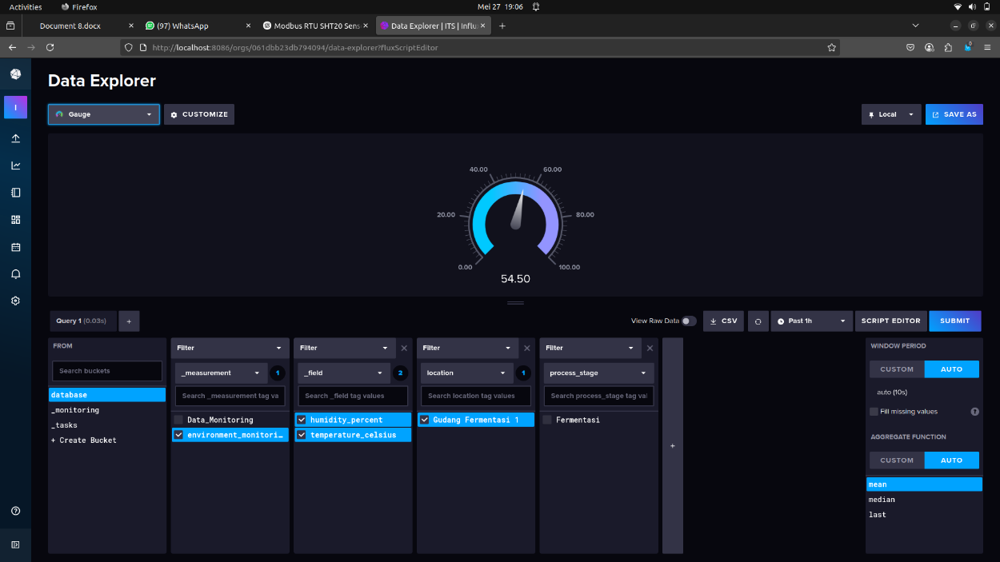 Activities Firefox Mei 27 19:06
Document 8.docx (97) WhatsApp Modbus RTU SHT20 Sens Data Explorer | ITS | Influ
http://localhost:8086/orgs/061dbb23db794094/data-explorer?fluxScriptEditor
Data Explorer
I
Gauge CUSTOMIZE Local SAVE AS
40.00 60.00
20.00 80.00
0.00 100.00
54.50
Query 1 (0.03s) + View Raw Data CSV Past 1h SCRIPT EDITOR SUBMIT
FROM Filter Filter Filter Filter WINDOW PERIOD
Search buckets _measurement 1 _field 2 location 1 process_stage CUSTOM AUTO
database Search _measurement tag va Search _field tag values Search location tag values Search process_stage tag val auto (10s)
_monitoring Data_Monitoring humidity_percent Gudang Fermentasi 1 Fermentasi Fill missing values ?
_tasks environment_monitori… temperature_celsius AGGREGATE FUNCTION
+ Create Bucket + CUSTOM AUTO
mean
median
last